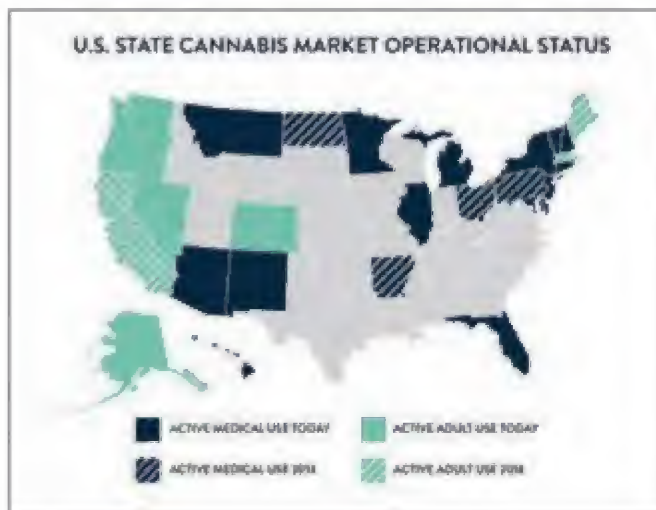 U.S. STATE CANNABIS MARKET OPERATIONAL STATUS
ACTIVE MEDICAL USE TODAY
ACTIVE ADULT USE TODAY
ACTIVE MEDICAL USE 2018
ACTIVE ADULT USE 2018